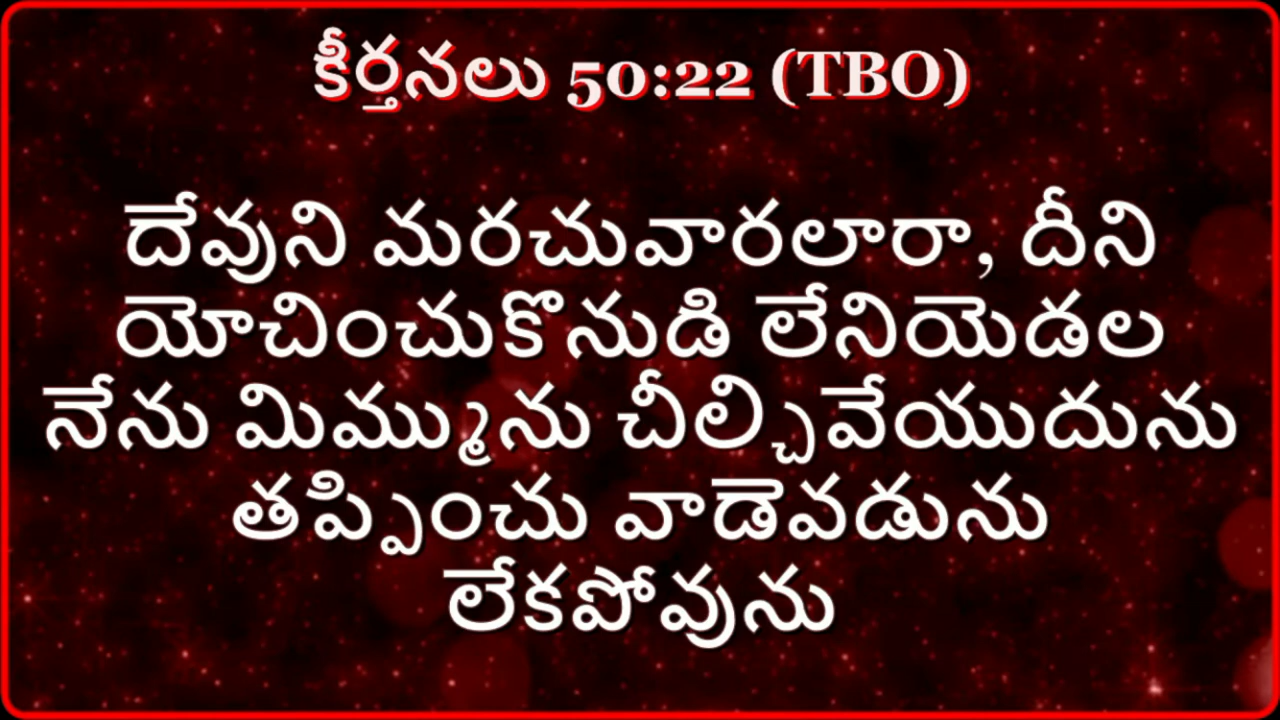 కీర్తనలు 50:22 (TBO)
దేవుని మరచువారలారా, దీని
యోచించుకొనుడి లేనియెడల
నేను మిమ్మును చీల్చివేయుదును
తప్పించు వాడెవడును
లేకపోవును